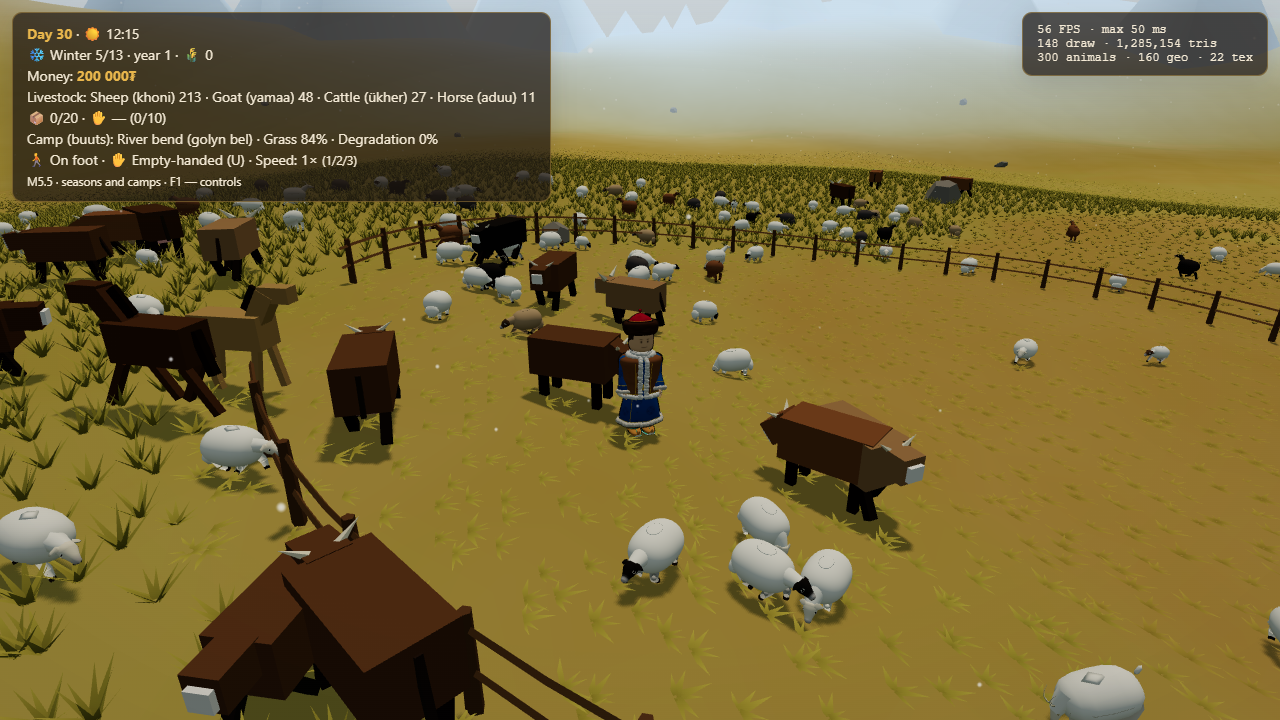 Day 30 · 12:15
Winter 5/13 · year 1 · 0
Money: 200 000₮
Livestock: Sheep (khoni) 213 · Goat (yamaa) 48 · Cattle (ükher) 27 · Horse (aduu) 11
0/20 · — (0/10)
Camp (buuts): River bend (golyn bel) · Grass 84% · Degradation 0%
On foot · Empty-handed (U) · Speed: 1× (1/2/3)
M5.5 · seasons and camps · F1 — controls
56 FPS · max 50 ms
148 draw · 1,285,154 tris
300 animals · 160 geo · 22 tex